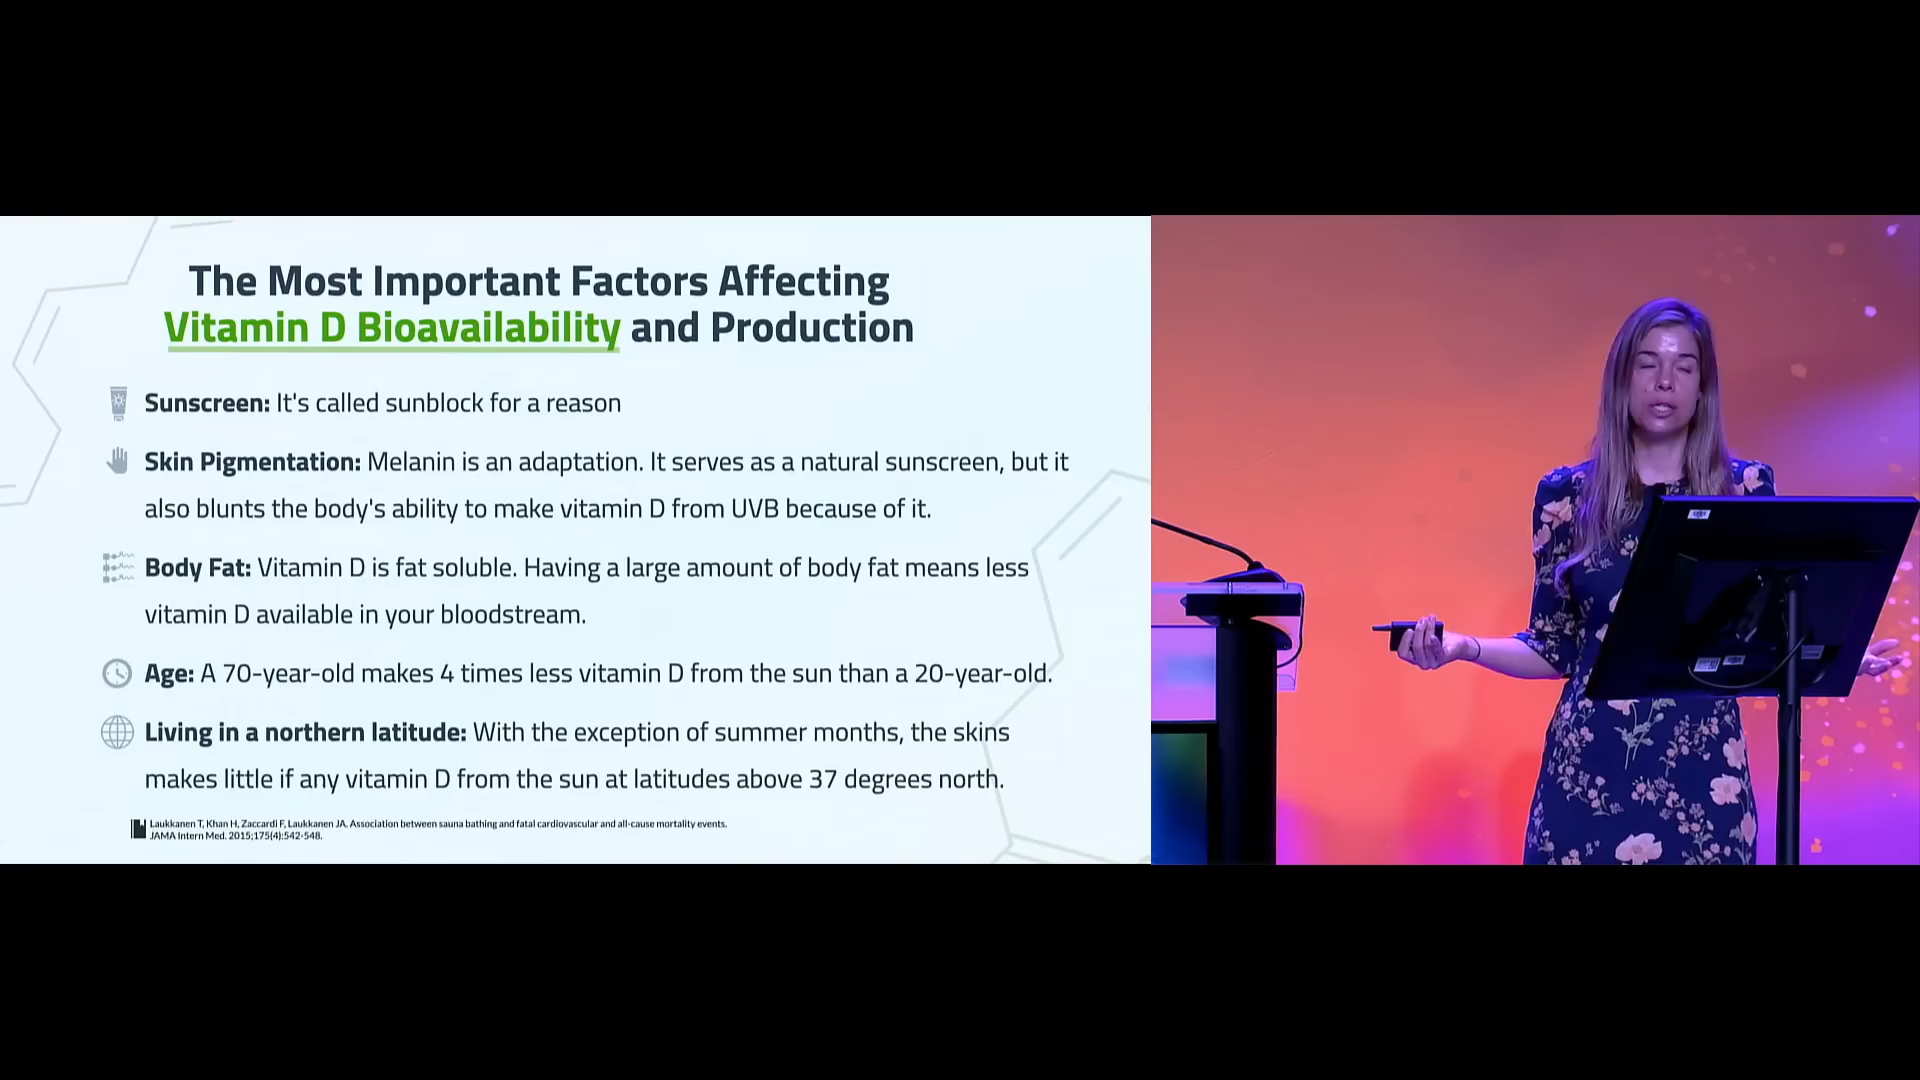 The Most Important Factors Affecting
Vitamin D Bioavailability and Production
Sunscreen: It's called sunblock for a reason
Skin Pigmentation: Melanin is an adaptation. It serves as a natural sunscreen, but it
also blunts the body's ability to make vitamin D from UVB because of it.
Body Fat: Vitamin D is fat soluble. Having a large amount of body fat means less
vitamin D available in your bloodstream.
Age: A 70-year-old makes 4 times less vitamin D from the sun than a 20-year-old.
Living in a northern latitude: With the exception of summer months, the skins
makes little if any vitamin D from the sun at latitudes above 37 degrees north.
Laukkanen T, Khan H, Zaccardi F, Laukkanen JA. Association between sauna bathing and fatal cardiovascular and all-cause mortality events.
JAMA Intern Med. 2015;175(4):542-548.